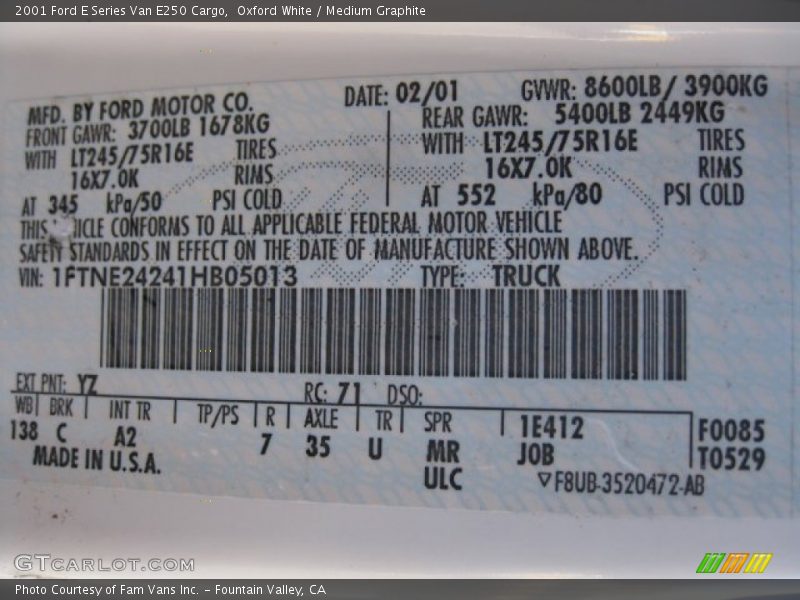 2001 Ford E Series Van E250 Cargo,  Oxford White / Medium Graphite
MFD. BY FORD MOTOR CO. DATE: 02/01 GVWR: 8600LB/ 3900KG
FRONT GAWR: 3700LB 1678KG REAR GAWR: 5400LB 2449KG
WITH LT245/75R16E TIRES WITH LT245/75R16E TIRES
16X7.0K RIMS 16X7.0K RIMS
AT 345 kPa/50 PSI COLD AT 552 kPa/80 PSI COLD
THIS ICLE CONFORMS TO ALL APPLICABLE FEDERAL MOTOR VEHICLE
SAFETY STANDARDS IN EFFECT ON THE DATE OF MANUFACTURE SHOWN ABOVE.
VIN: 1FTNE24241HB05013 TYPE: TRUCK
EXT PNT: YZ RC: 71 DSO:
WB BRK INT TR TP/PS R AXLE TR SPR 1E412 F0085
138 C A2 7 35 U MR JOB T0529
MADE IN U.S.A. ULC ▽F8UB-3520472-AB
GTCARLOT.COM
Photo Courtesy of Fam Vans Inc. – Fountain Valley, CA